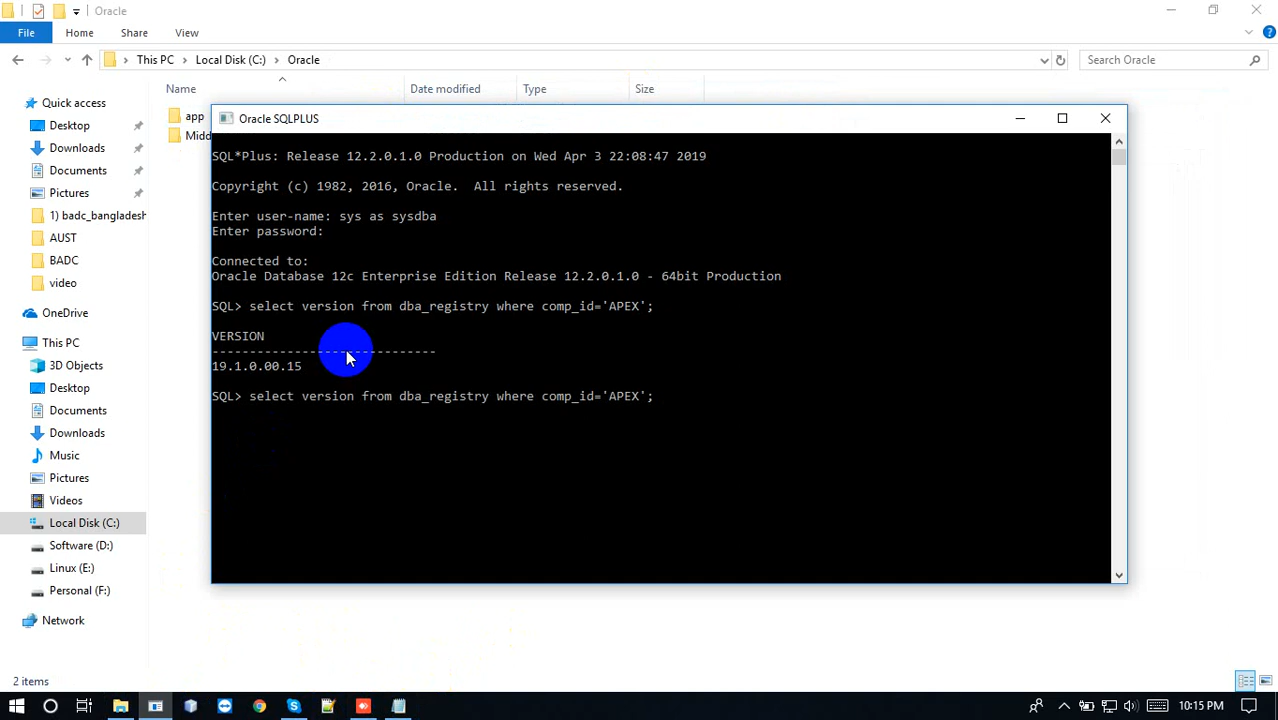 Oracle
File
Home
Share
View
This PC
Local Disk (C:)
Oracle
Search Oracle
Name
Date modified
Type
Size
Quick access
Desktop
Downloads
Documents
Pictures
1) badc_bangladesh
AUST
BADC
video
OneDrive
This PC
3D Objects
Desktop
Documents
Downloads
Music
Pictures
Videos
Local Disk (C:)
Software (D:)
Linux (E:)
Personal (F:)
Network
app
Midd
Oracle SQLPLUS
SQL*Plus: Release 12.2.0.1.0 Production on Wed Apr 3 22:08:47 2019
Copyright (c) 1982, 2016, Oracle.  All rights reserved.
Enter user-name: sys as sysdba
Enter password:
Connected to:
Oracle Database 12c Enterprise Edition Release 12.2.0.1.0 - 64bit Production
SQL> select version from dba_registry where comp_id='APEX';
VERSION
------------------------------
19.1.0.00.15
SQL> select version from dba_registry where comp_id='APEX';
2 items
10:15 PM